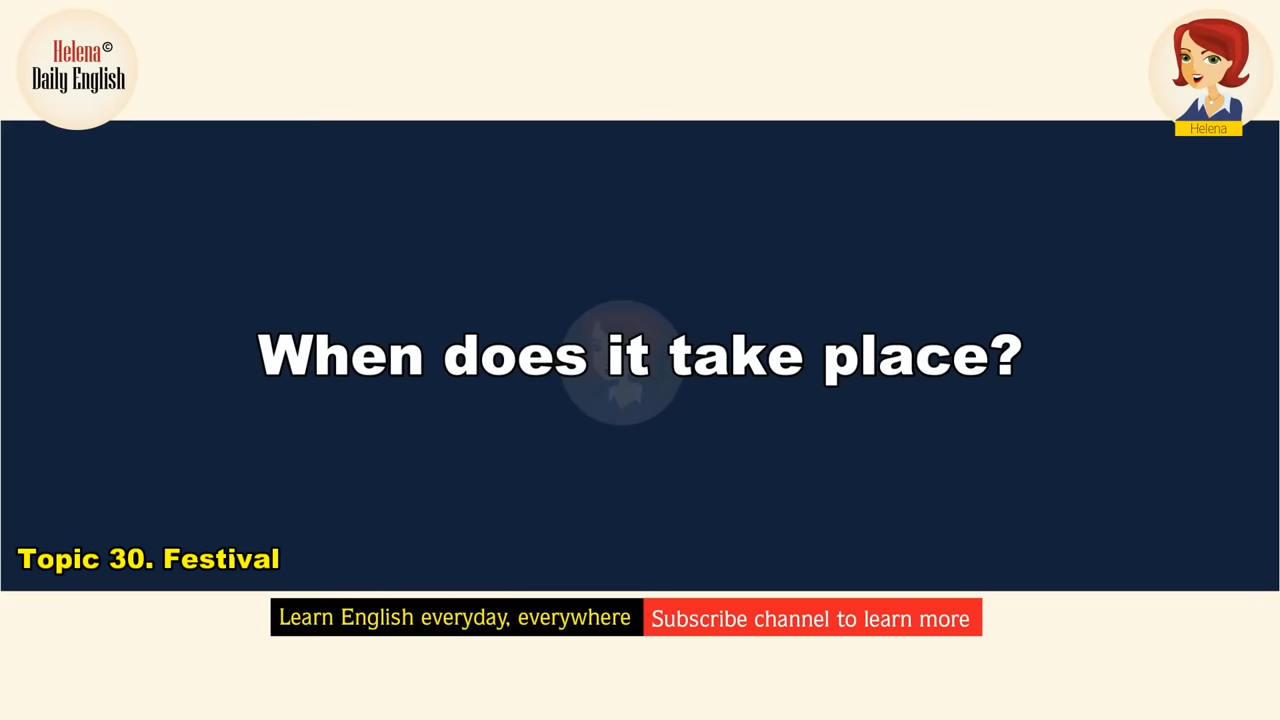 Helena©
Daily English
Helena
When does it take place?
Topic 30. Festival
Learn English everyday, everywhere
Subscribe channel to learn more